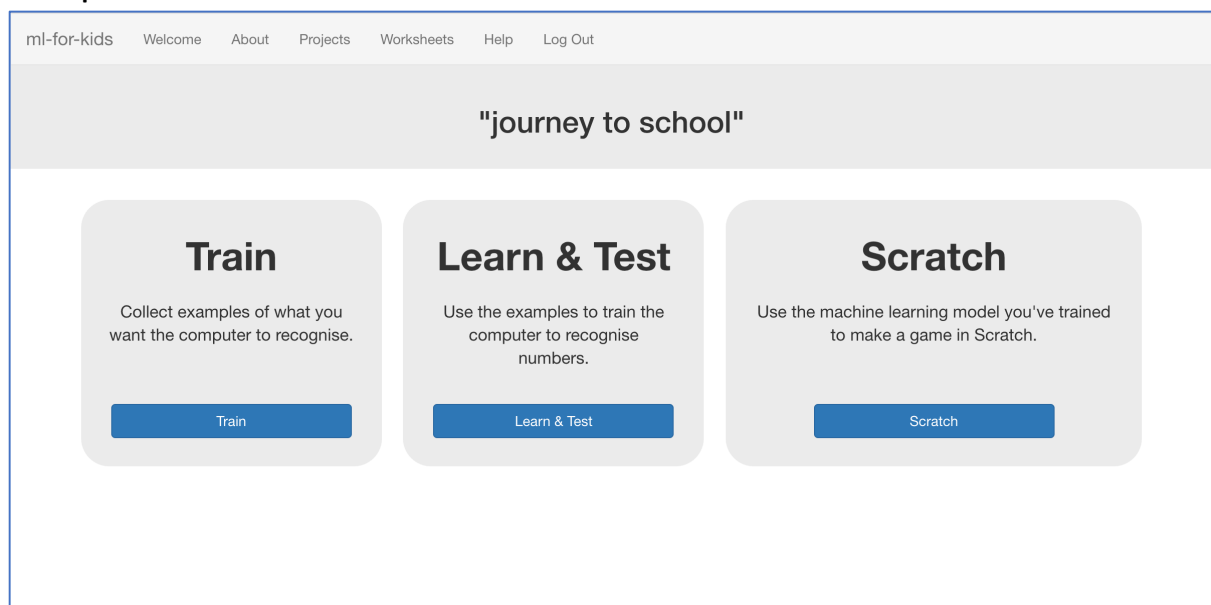 ml-for-kids Welcome About Projects Worksheets Help Log Out
"journey to school"
Train
Collect examples of what you
want the computer to recognise.
Train
Learn & Test
Use the examples to train the
computer to recognise
numbers.
Learn & Test
Scratch
Use the machine learning model you've trained
to make a game in Scratch.
Scratch